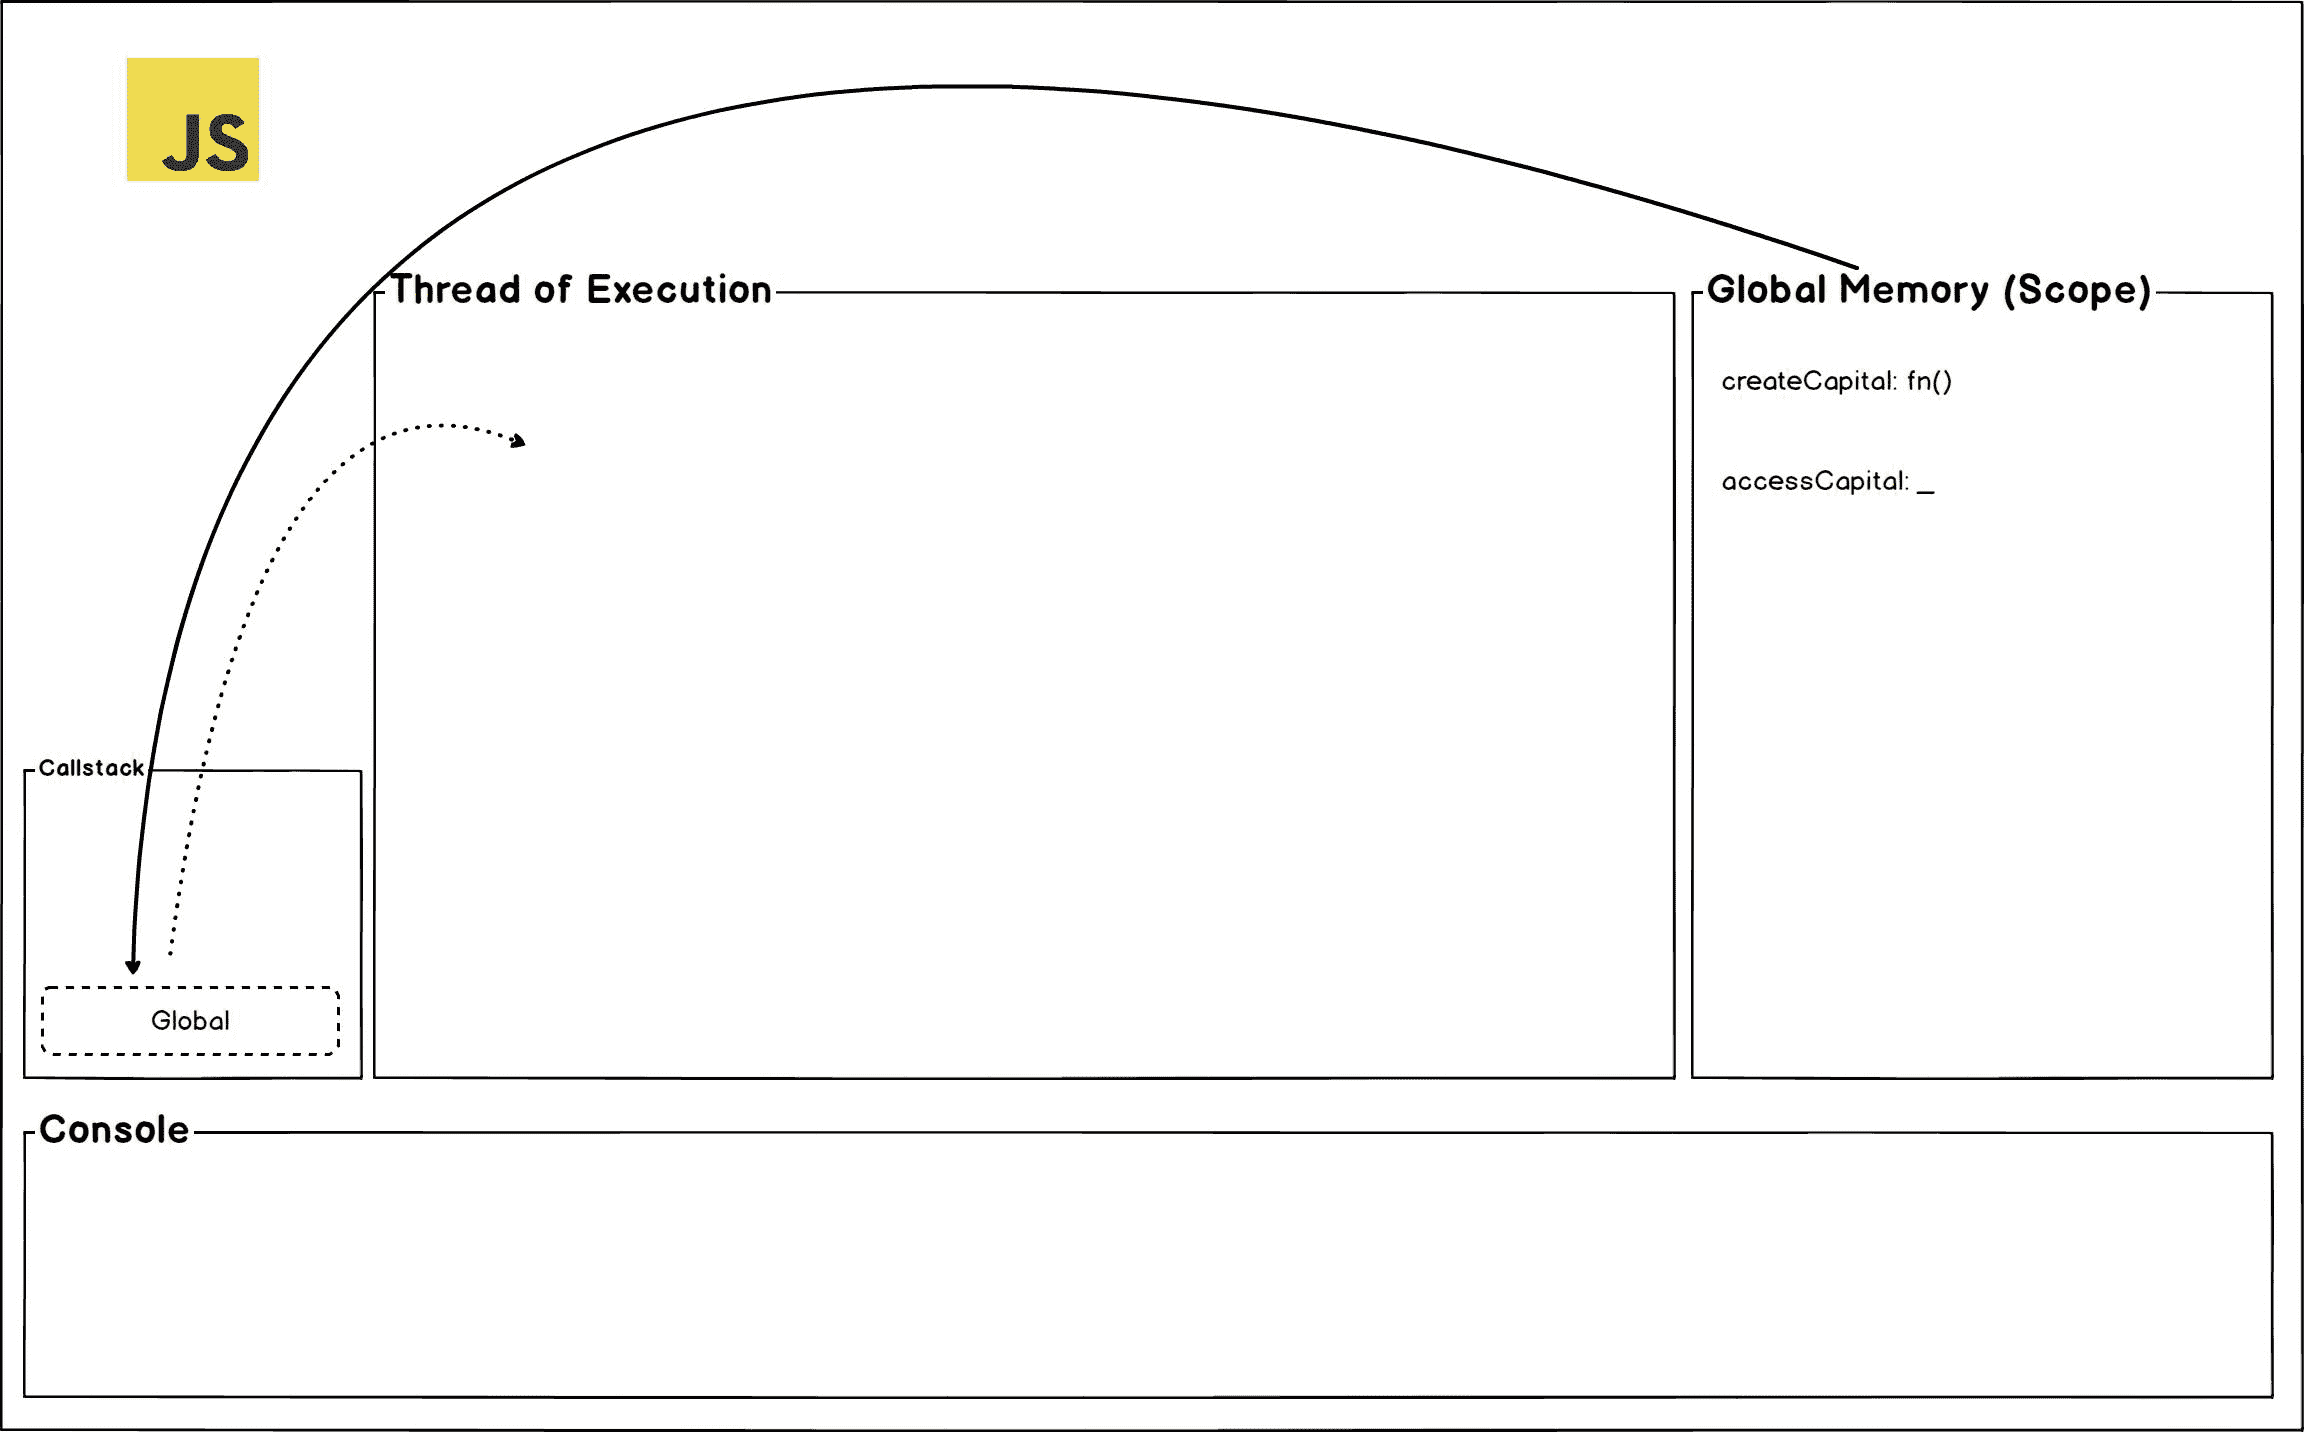 JS
Thread of Execution
Global Memory (Scope)
createCapital: fn()
accessCapital: _
Callstack
Global
Console